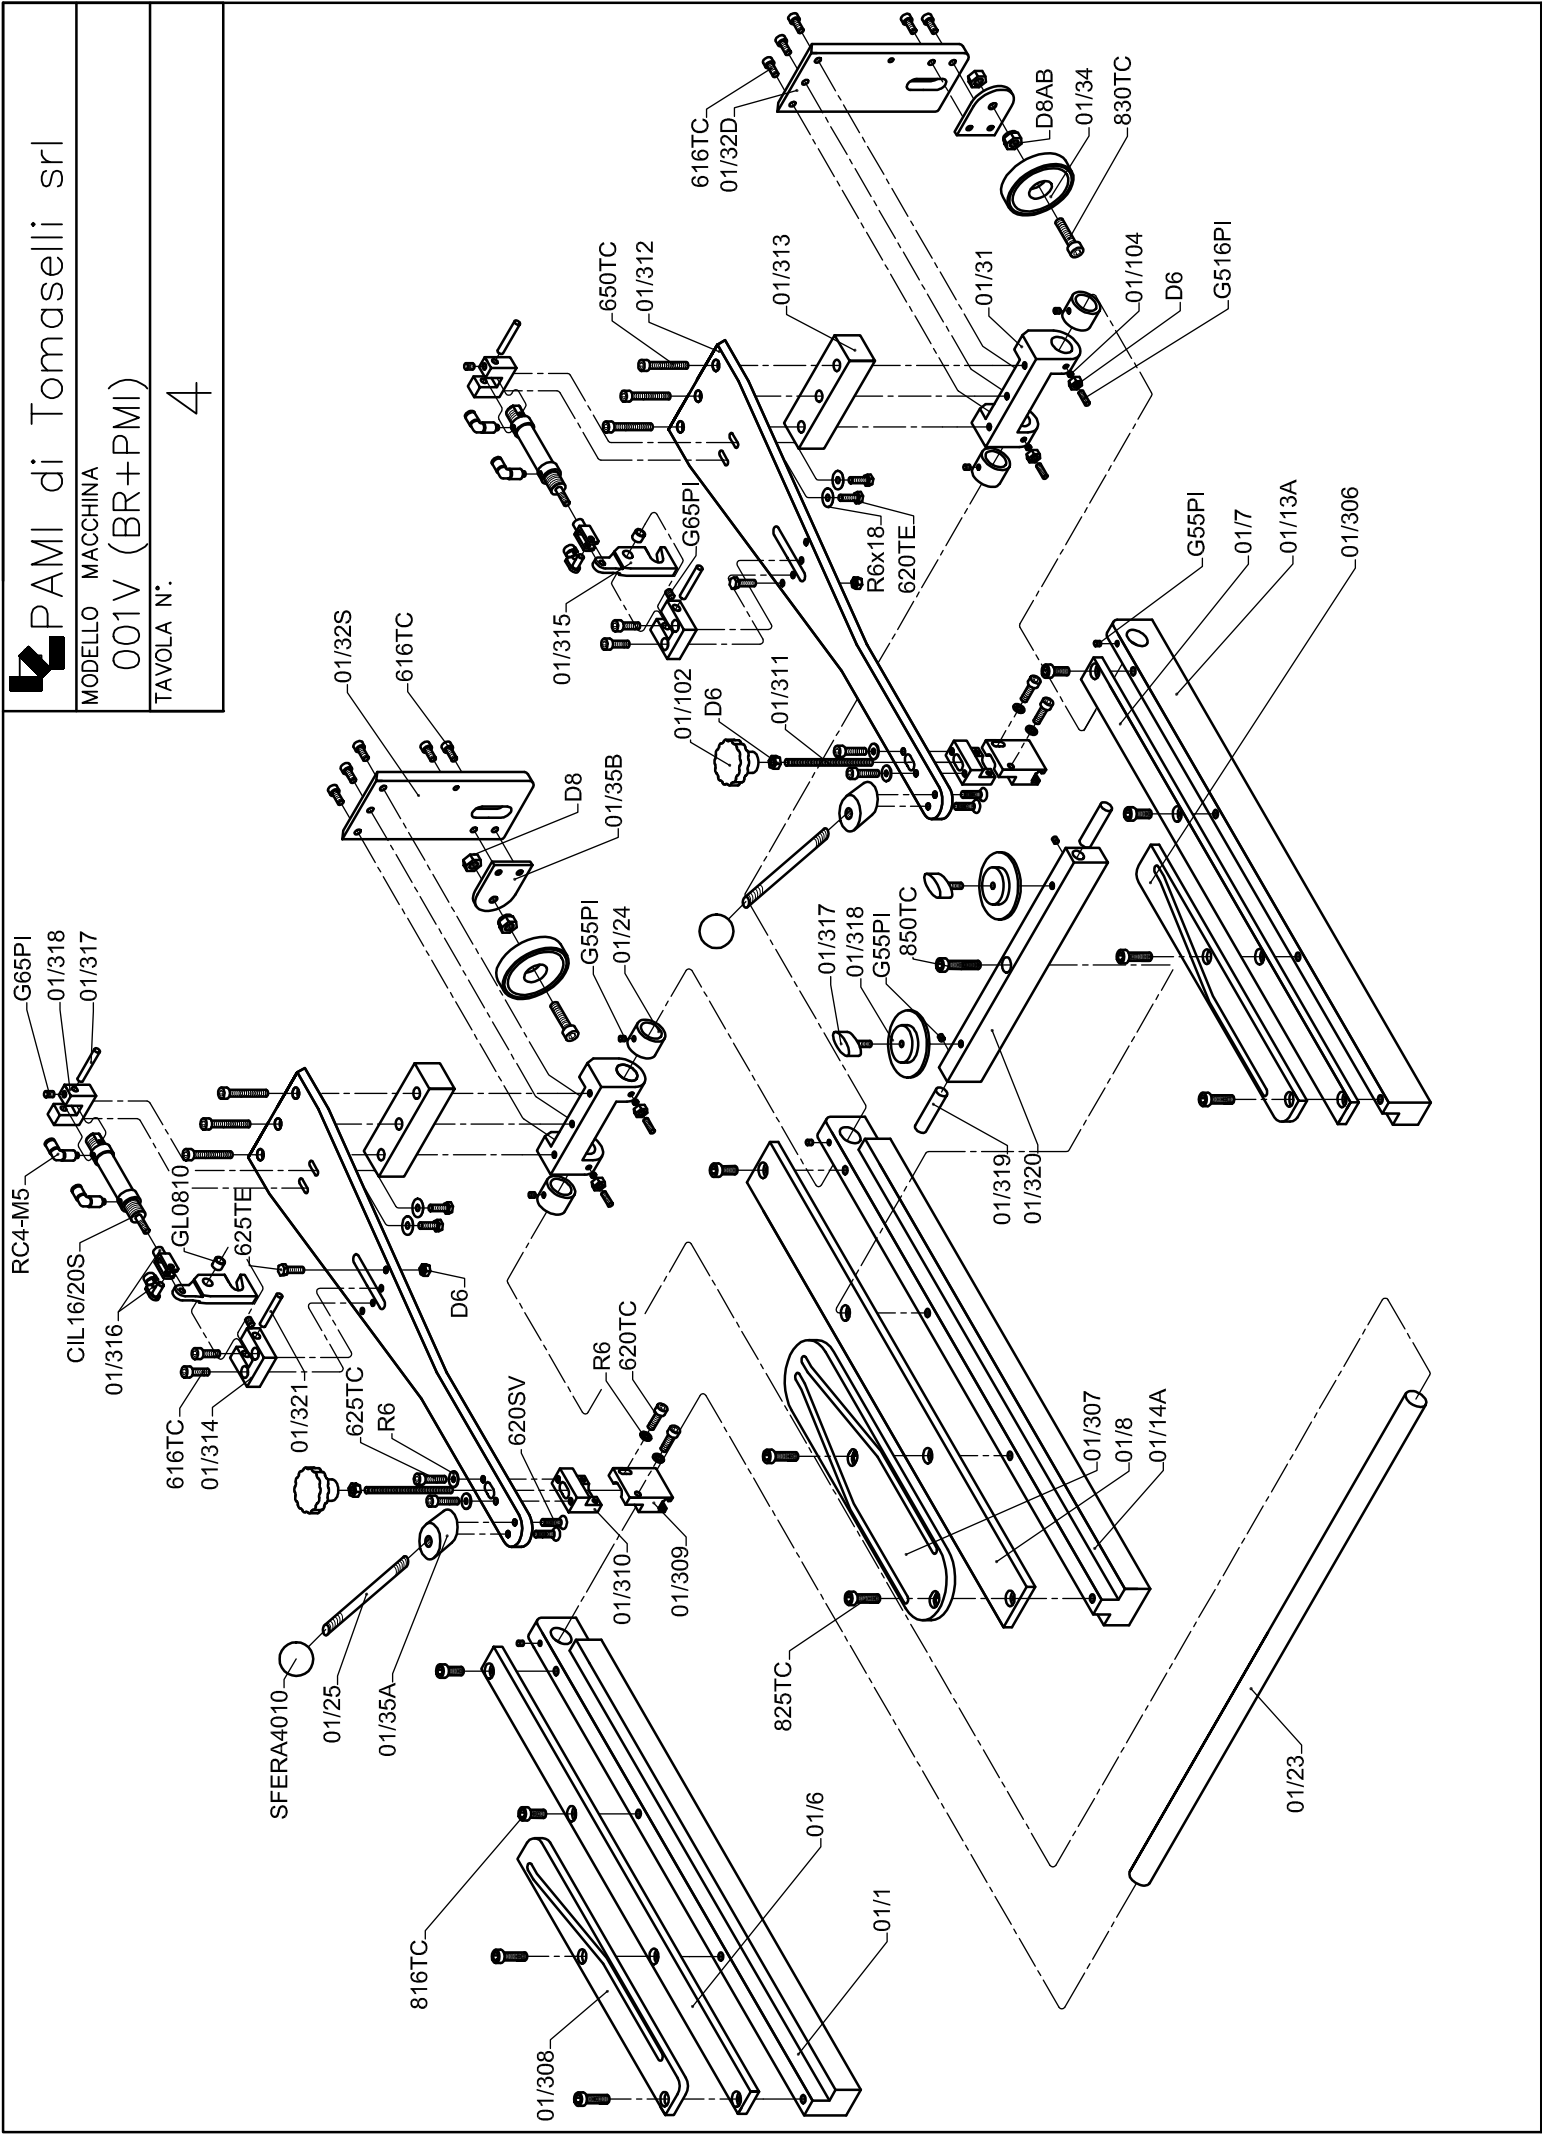 PAMI di Tomaselli srl
MODELLO MACCHINA
001V (BR+PMI)
TAVOLA N°.
4
RC4-M5
G65PI
01/318
01/317
CIL16/20S
01/316
GL0810
625TE
616TC
01/314
01/321
D6
625TC
R6
620SV
R6
620TC
01/310
01/309
SFERA4010
01/25
01/35A
01/32S
616TC
D8
01/35B
G55PI
01/24
01/315
G65PI
01/102
D6
01/311
650TC
01/312
01/313
R6x18
620TE
616TC
01/32D
D8AB
01/34
830TC
01/31
01/104
D6
G516PI
G55PI
01/7
01/13A
01/306
01/317
01/318
G55PI
850TC
01/319
01/320
825TC
01/307
01/8
01/14A
01/23
816TC
01/308
01/6
01/1